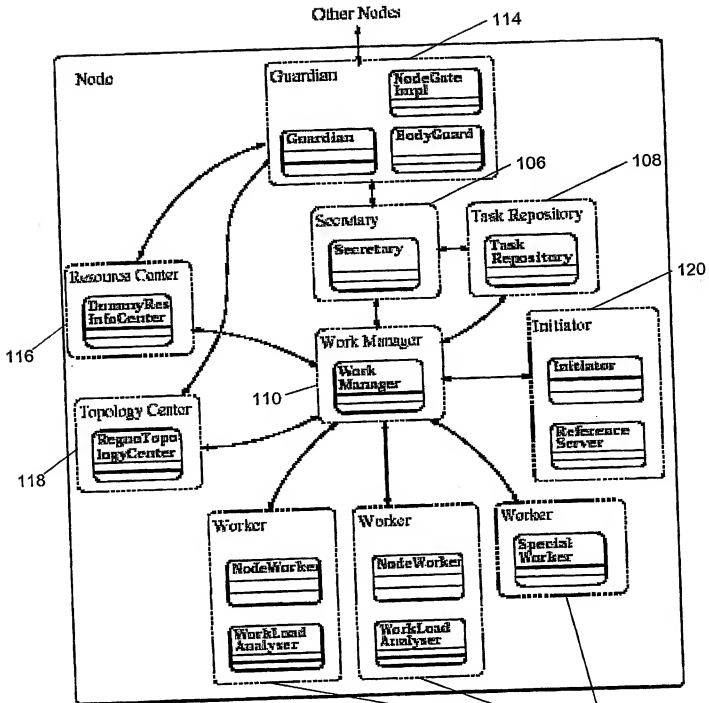 Other Nodes
114
Node
Guardian
NodeGate
Impl
Guardian
BodyGuard
106
108
Secretary
Task Repository
Secretary
Task
Repository
Resource Center
120
DummyRes
InfoCenter
Initiator
116
Work Manager
Work
Manager
Initiator
110
Topology Center
RegnoTopo
logyCenter
Reference
Server
118
Worker
Worker
Worker
NodeWorker
NodeWorker
Special
Worker
WorkLoad
Analyser
WorkLoad
Analyser